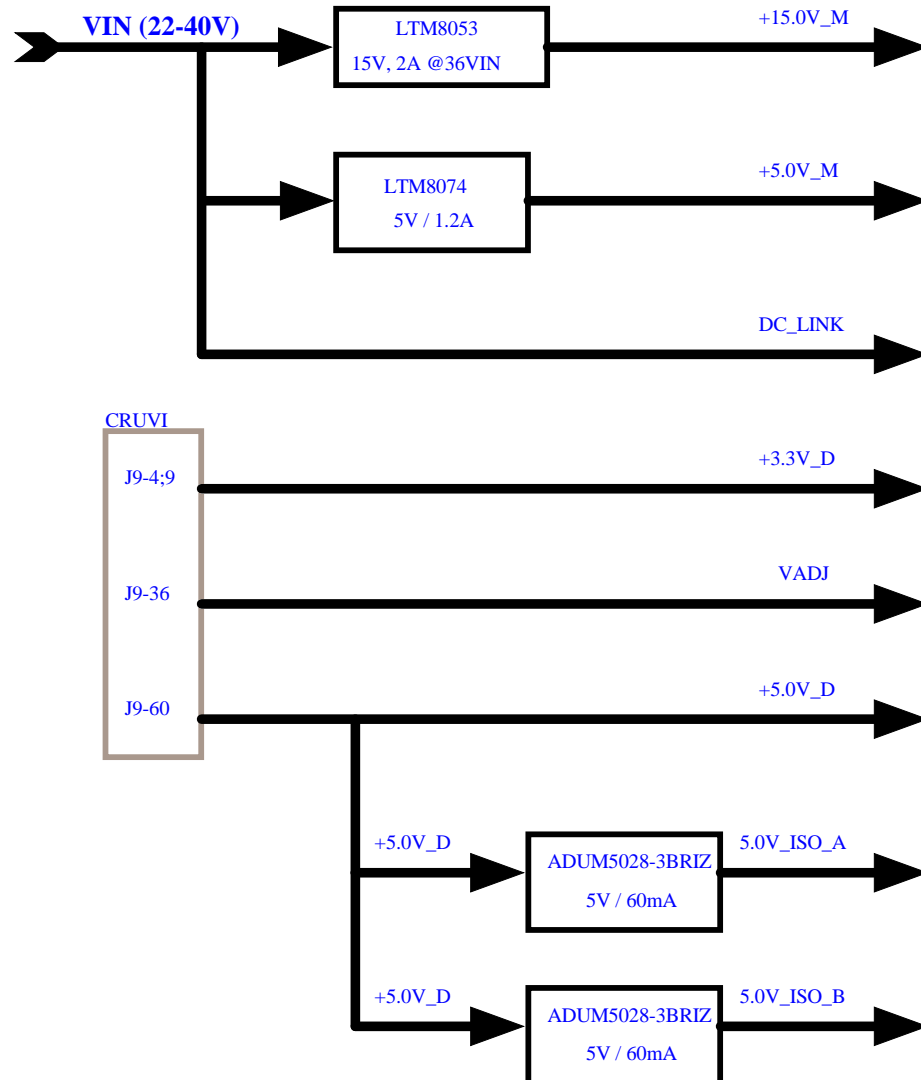 VIN (22-40V)
LTM8053
15V, 2A @36VIN
+15.0V_M
LTM8074
5V / 1.2A
+5.0V_M
DC_LINK
CRUVI
J9-4;9
+3.3V_D
J9-36
VADJ
J9-60
+5.0V_D
+5.0V_D
ADUM5028-3BRIZ
5V / 60mA
5.0V_ISO_A
+5.0V_D
ADUM5028-3BRIZ
5V / 60mA
5.0V_ISO_B